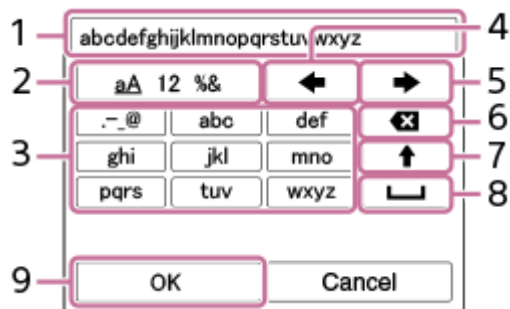 1 abcdefghijklmnopqrstuvwxyz 4
2 aA 12 %& 5
.-_@ abc def 6
3 ghi jkl mno 7
pqrs tuv wxyz 8
9 OK Cancel